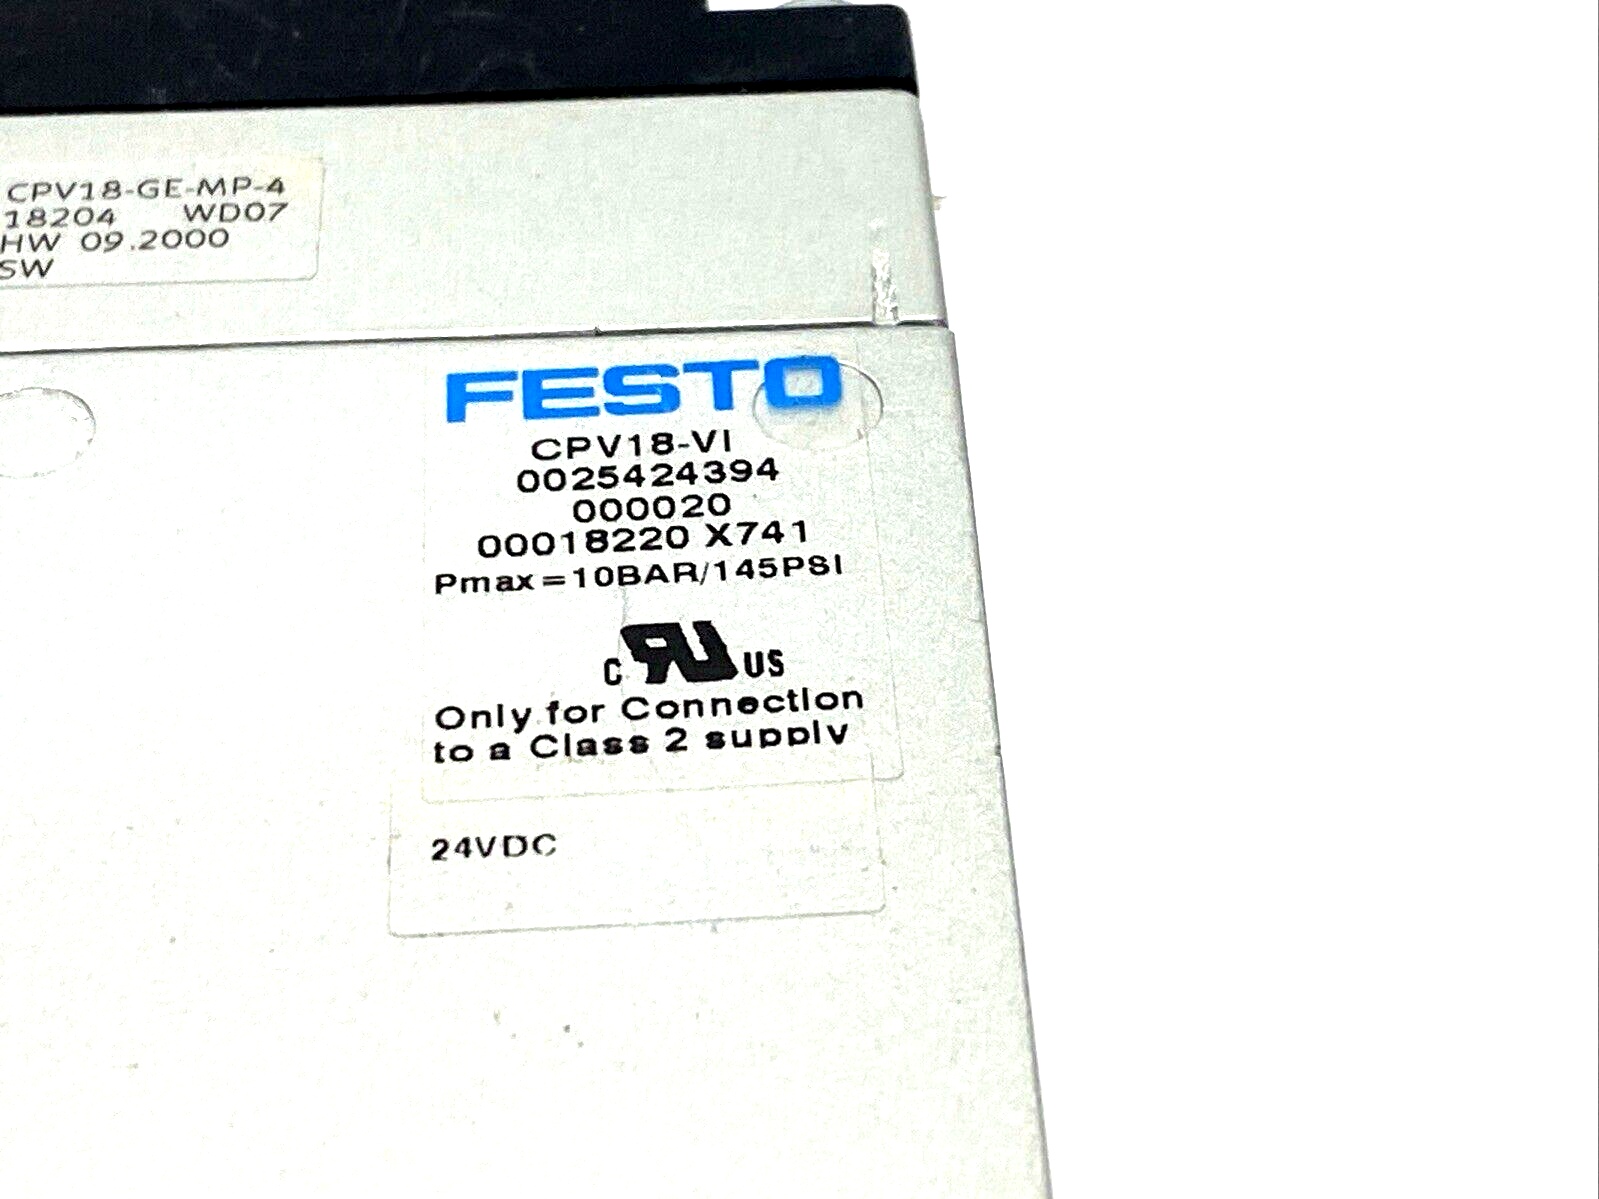 CPV18-GE-MP-4
18204 WD07
HW 09.2000
SW
FESTO
CPV18-VI
0025424394
000020
00018220 X741
Pmax=10BAR/145PSI
c RU US
Only for Connection
to a Class 2 supply
24VDC